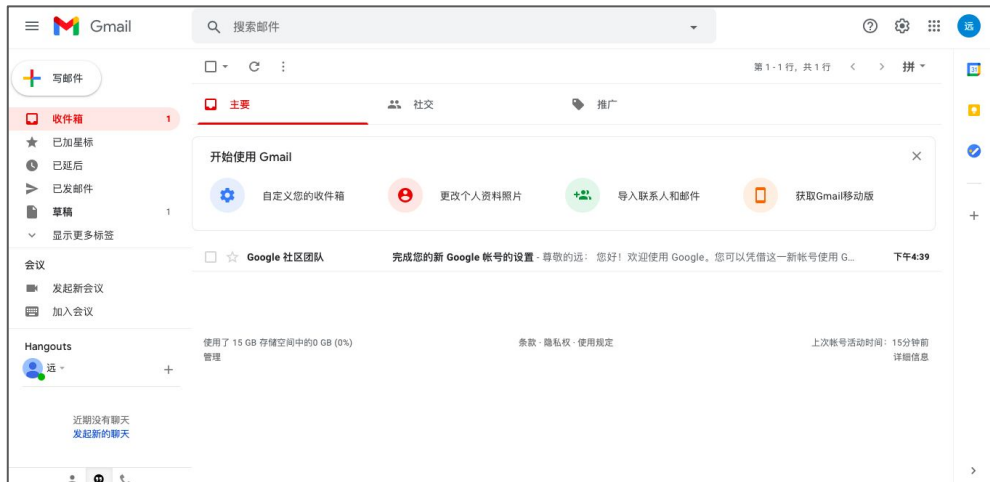 Gmail
搜索邮件
远
写邮件
第 1 - 1 行，共 1 行
拼
31
收件箱 1
已加星标
已延后
已发邮件
草稿 1
显示更多标签
主要
社交
推广
开始使用 Gmail
自定义您的收件箱
更改个人资料照片
导入联系人和邮件
获取Gmail移动版
Google 社区团队 完成您的新 Google 帐号的设置 - 尊敬的远： 您好！欢迎使用 Google。您可以凭借这一新帐号使用 G... 下午4:39
会议
发起新会议
加入会议
使用了 15 GB 存储空间中的0 GB (0%)
管理
条款 · 隐私权 · 使用规定
上次帐号活动时间：15分钟前
详细信息
Hangouts
远
近期没有聊天
发起新的聊天